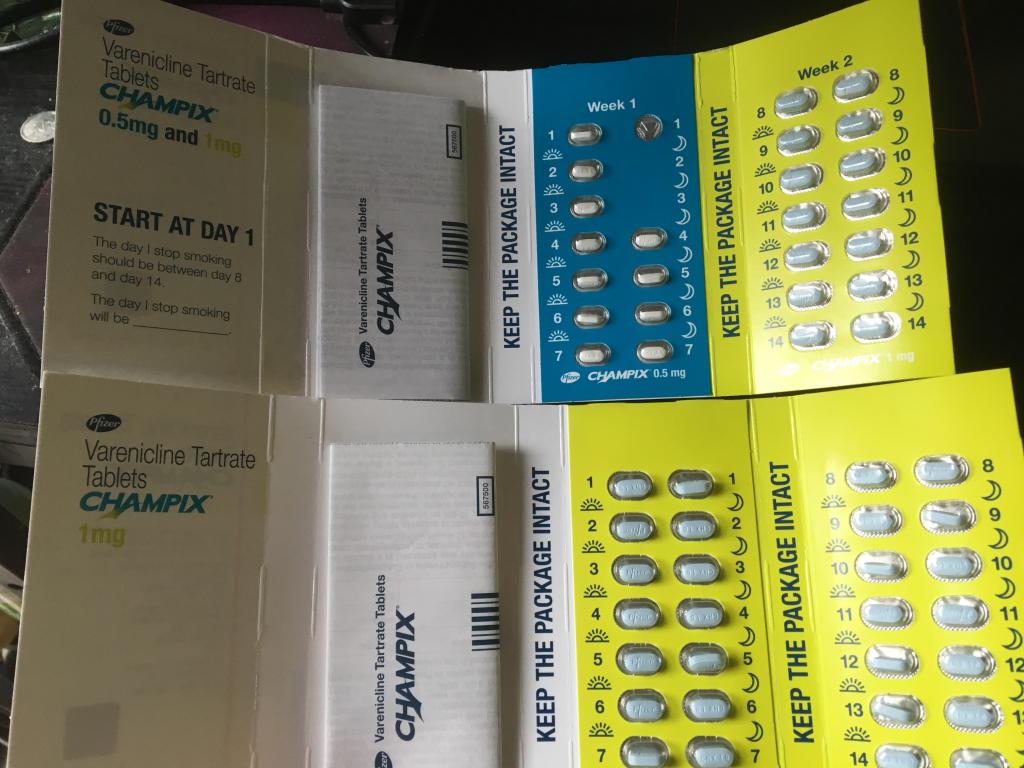 Pfizer
Varenicline Tartrate
Tablets
CHAMPIX
0.5mg and 1mg
START AT DAY 1
The day I stop smoking
should be between day 8
and day 14.
The day I stop smoking
will be ____________.
Pfizer Varenicline Tartrate Tablets
CHAMPIX
KEEP THE PACKAGE INTACT
Week 1
1 1
2 2
3 3
4 4
5 5
6 6
7 7
Pfizer CHAMPIX 0.5 mg
KEEP THE PACKAGE INTACT
Week 2
8 8
9 9
10 10
11 11
12 12
13 13
14 14
CHAMPIX 1 mg
Pfizer
Varenicline Tartrate
Tablets
CHAMPIX
1mg
567500
Pfizer Varenicline Tartrate Tablets
CHAMPIX
KEEP THE PACKAGE INTACT
1 1
2 2
3 3
4 4
5 5
6 6
7 7
KEEP THE PACKAGE INTACT
8 8
9 9
10 10
11 11
12 12
13 13
14